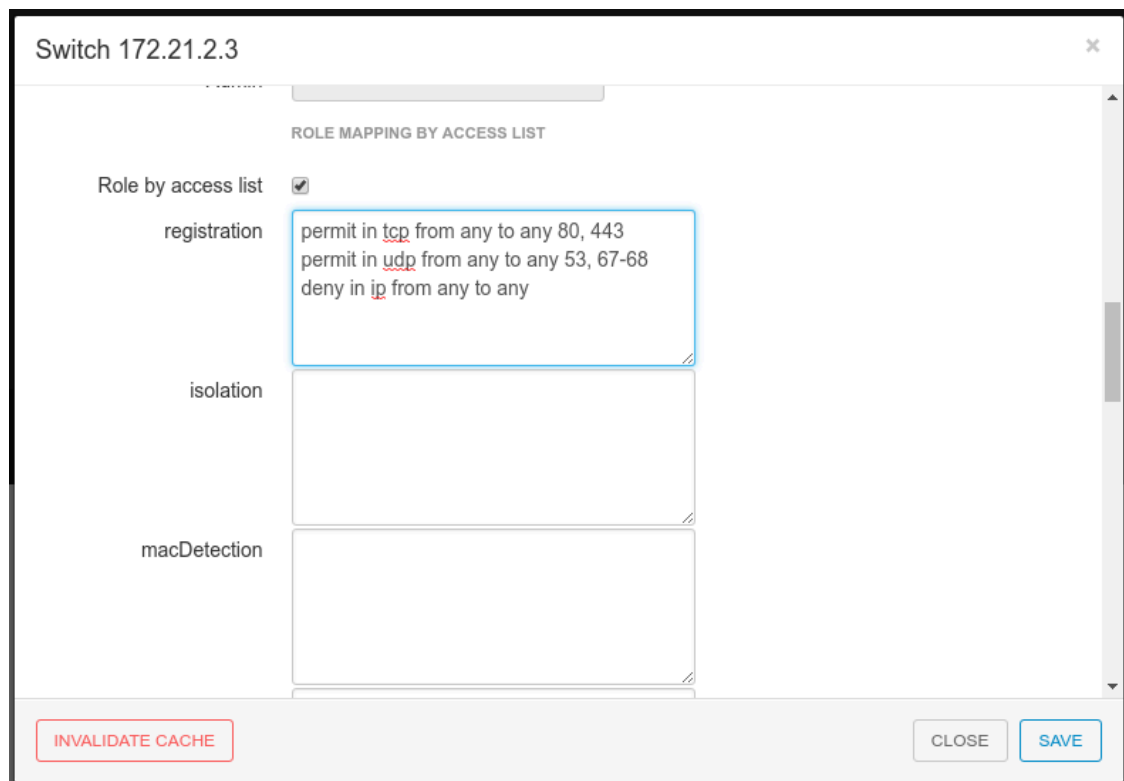 Switch 172.21.2.3
×
Admin
ROLE MAPPING BY ACCESS LIST
Role by access list
registration
permit in tcp from any to any 80, 443
permit in udp from any to any 53, 67-68
deny in ip from any to any
isolation
macDetection
INVALIDATE CACHE
CLOSE
SAVE